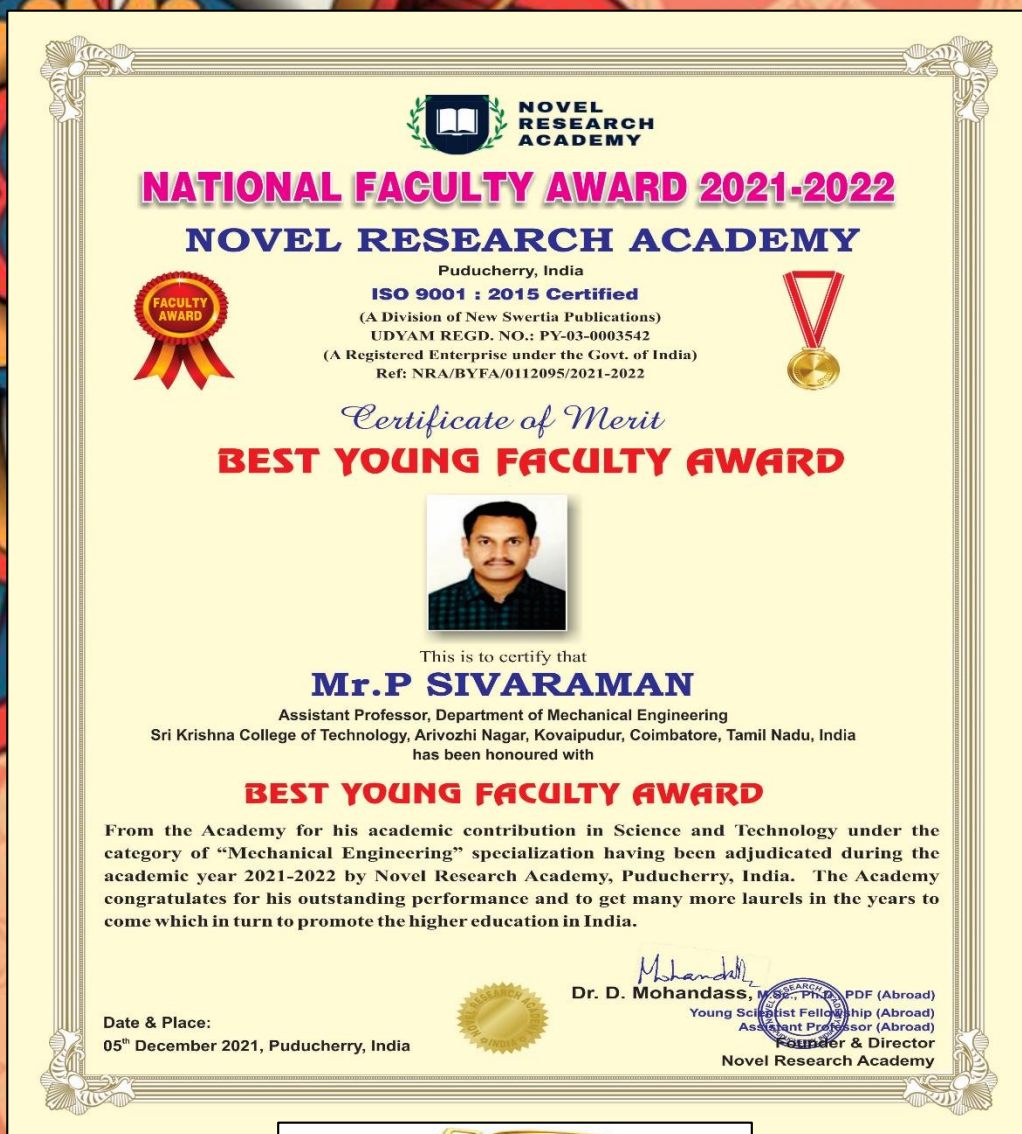 NOVEL
RESEARCH
ACADEMY
NATIONAL FACULTY AWARD 2021-2022
NOVEL RESEARCH ACADEMY
Puducherry, India
FACULTY
AWARD
ISO 9001 : 2015 Certified
(A Division of New Swertia Publications)
UDYAM REGD. NO.: PY-03-0003542
(A Registered Enterprise under the Govt. of India)
Ref: NRA/BYFA/0112095/2021-2022
Certificate of Merit
BEST YOUNG FACULTY AWARD
This is to certify that
Mr.P SIVARAMAN
Assistant Professor, Department of Mechanical Engineering
Sri Krishna College of Technology, Arivozhi Nagar, Kovaipudur, Coimbatore, Tamil Nadu, India
has been honoured with
BEST YOUNG FACULTY AWARD
From the Academy for his academic contribution in Science and Technology under the
category of “Mechanical Engineering” specialization having been adjudicated during the
academic year 2021-2022 by Novel Research Academy, Puducherry, India. The Academy
congratulates for his outstanding performance and to get many more laurels in the years to
come which in turn to promote the higher education in India.
Dr. D. Mohandass, M.Sc., Ph.D., PDF (Abroad)
Young Scientist Fellowship (Abroad)
Assistant Professor (Abroad)
Founder & Director
Novel Research Academy
NOVEL RESEARCH ACADEMY
INDIA
Date & Place:
05th December 2021, Puducherry, India